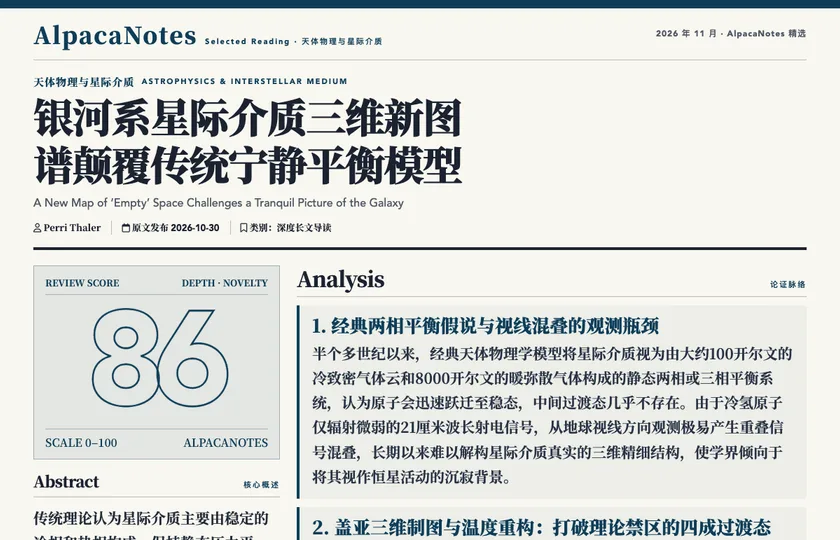 AlpacaNotes Selected Reading · 天体物理与星际介质
2026 年 11 月 · AlpacaNotes 精选
天体物理与星际介质 ASTROPHYSICS & INTERSTELLAR MEDIUM
银河系星际介质三维新图
谱颠覆传统宁静平衡模型
A New Map of ‘Empty’ Space Challenges a Tranquil Picture of the Galaxy
Perri Thaler 原文发布 2026-10-30 类别：深度长文导读
REVIEW SCORE DEPTH · NOVELTY
86
SCALE 0–100 ALPACANOTES
Abstract 核心概述
传统理论认为星际介质主要由稳定的
Analysis 论证脉络
1. 经典两相平衡假说与视线混叠的观测瓶颈
半个多世纪以来，经典天体物理学模型将星际介质视为由大约100开尔文的
冷致密气体云和8000开尔文的暖弥散气体构成的静态两相或三相平衡系
统，认为原子会迅速跃迁至稳态，中间过渡态几乎不存在。由于冷氢原子
仅辐射微弱的21厘米波长射电信号，从地球视线方向观测极易产生重叠信
号混叠，长期以来难以解构星际介质真实的三维精细结构，使学界倾向于
将其视作恒星活动的沉寂背景。
2. 盖亚三维制图与温度重构：打破理论禁区的四成过渡态